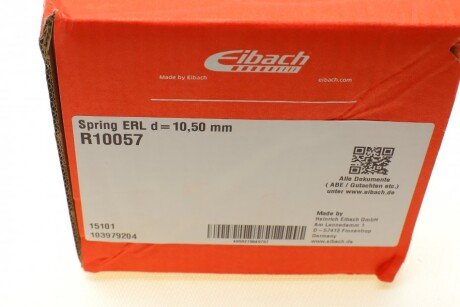 Eibach
Made by Eibach
eibach.com
Spring ERL d=10,50 mm
R10057
Alle Dokumente
( ABE / Gutachten etc.)
unter www.eibach.de
15101
103979204
Made by
Heinrich Eibach GmbH
Am Lennedamm 1
D-57413 Finnentrop
Germany
www.eibach.de